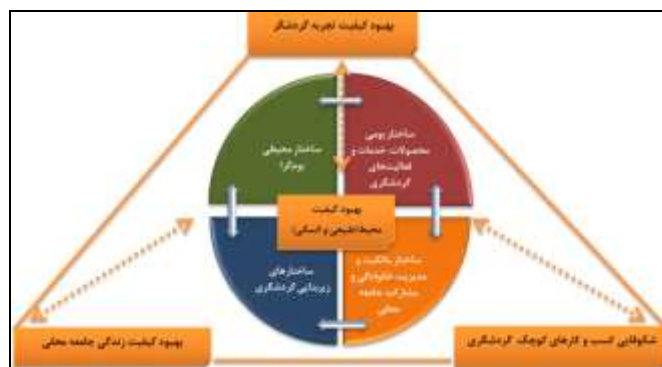 بهبود کیفیت تجربه گردشگر
ساختار بومی
محصولات، خدمات و
فعالیت‌های
گردشگری
ساختار محیطی
بوم‌گرا
بهبود کیفیت
محیط (طبیعی و انسانی)
ساختار مالکیت و
مدیریت خانوادگی و
مشارکت جامعه
محلی
ساختارهای
زیربنایی گردشگری
شکوفایی کسب و کارهای کوچک گردشگری
بهبود کیفیت زندگی جامعه محلی